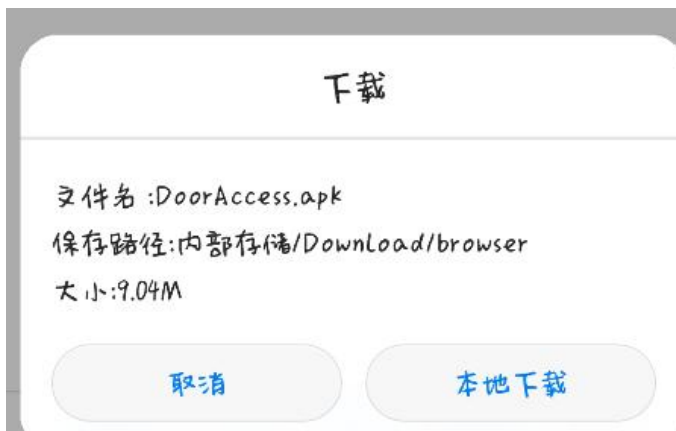 下载
文件名:DoorAccess.apk
保存路径:内部存储/Download/browser
大小:9.04M
取消
本地下载